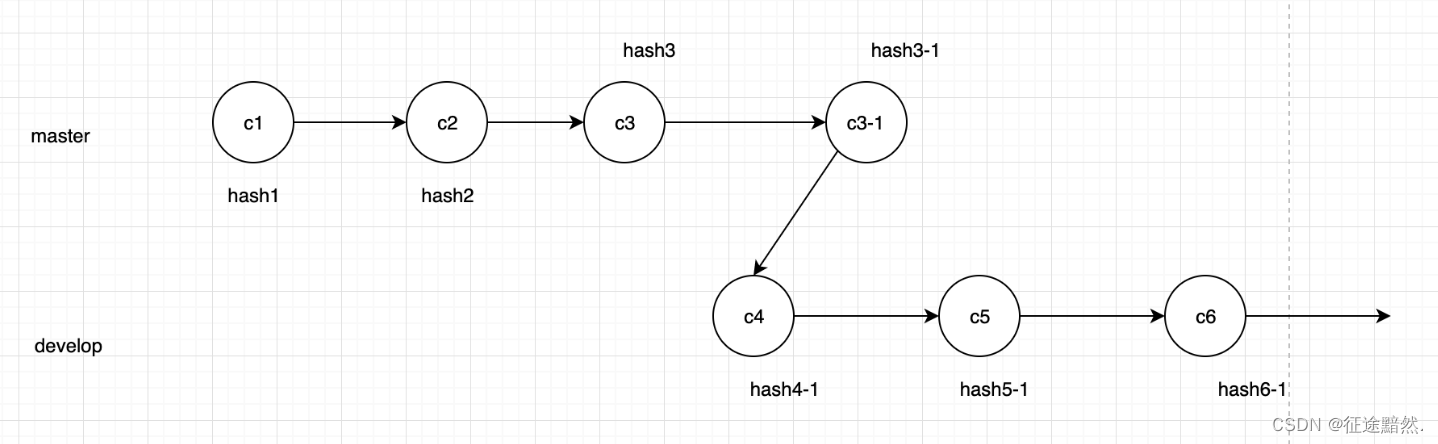 hash3
hash3-1
c1
c2
c3
c3-1
master
hash1
hash2
c4
c5
c6
develop
hash4-1
hash5-1
hash6-1
CSDN @征途黯然.